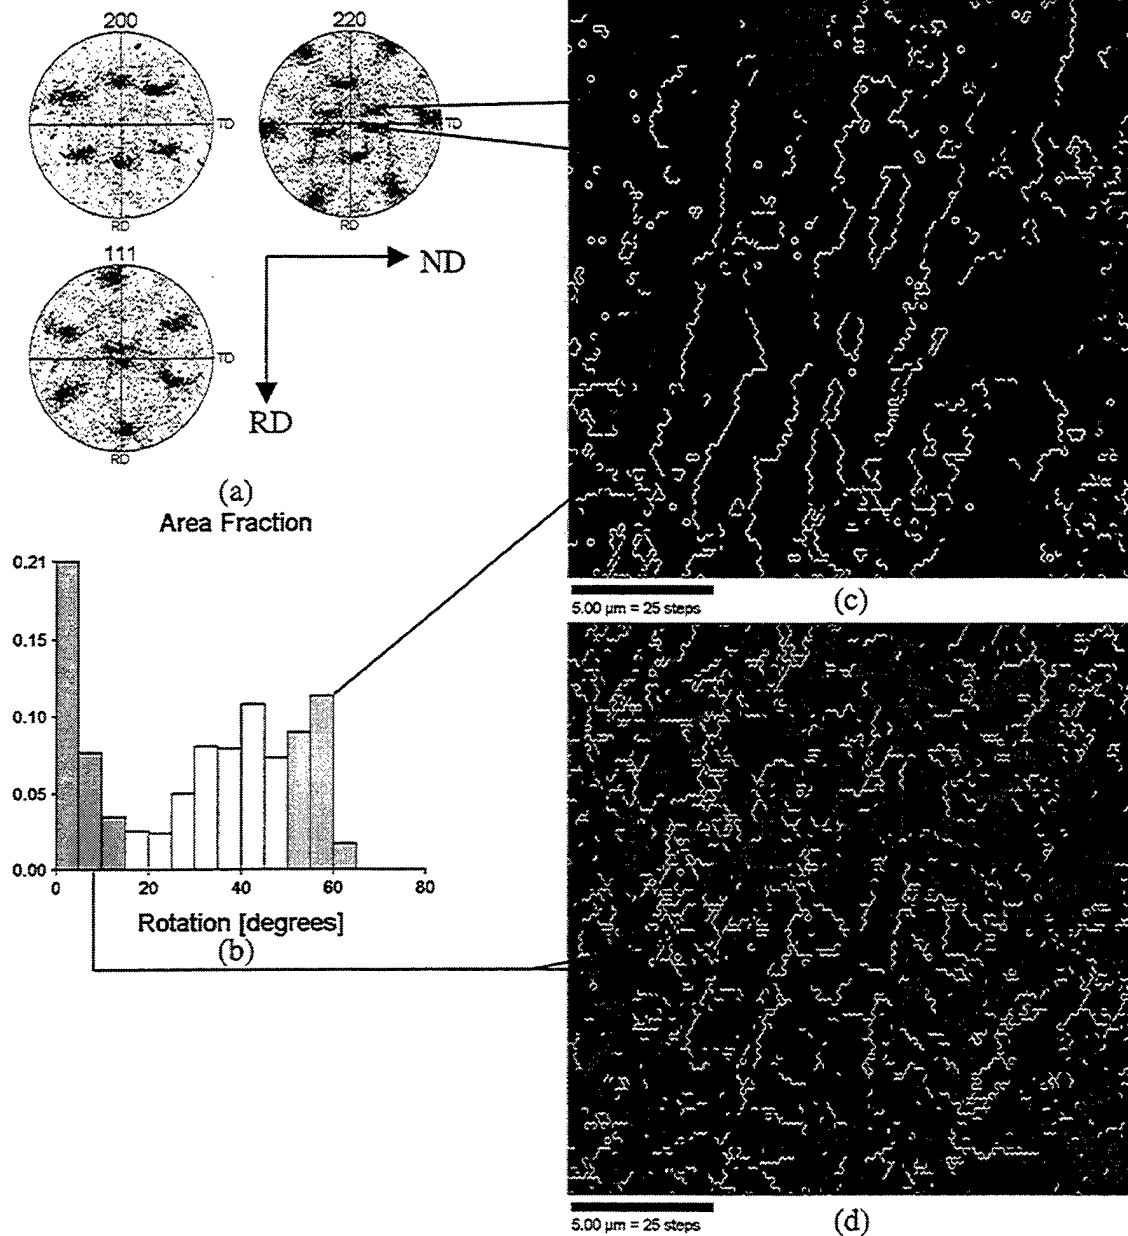 200
220
TD
TD
RD
RD
111
TD
RD
ND
RD
(a)
Area Fraction
0.21
0.15
0.10
0.05
0.00
0
20
40
60
80
Rotation [degrees]
(b)
5.00 µm = 25 steps
(c)
5.00 µm = 25 steps
(d)